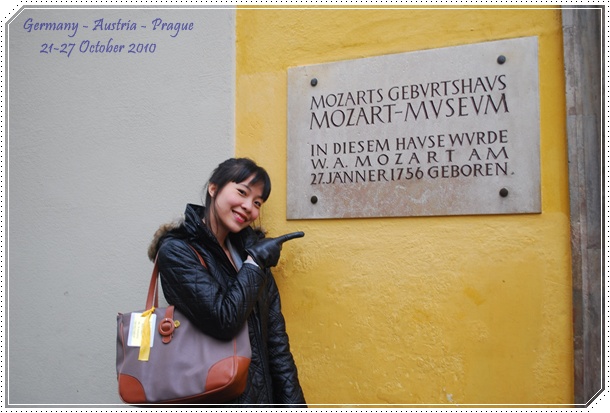 Germany - Austria - Prague
21-27 October 2010
MOZARTS GEBVRTSHAVS
MOZART-MVSEVM
IN DIESEM HAVSE WVRDE
W. A. MOZART AM
27. JÄNNER 1756 GEBOREN.